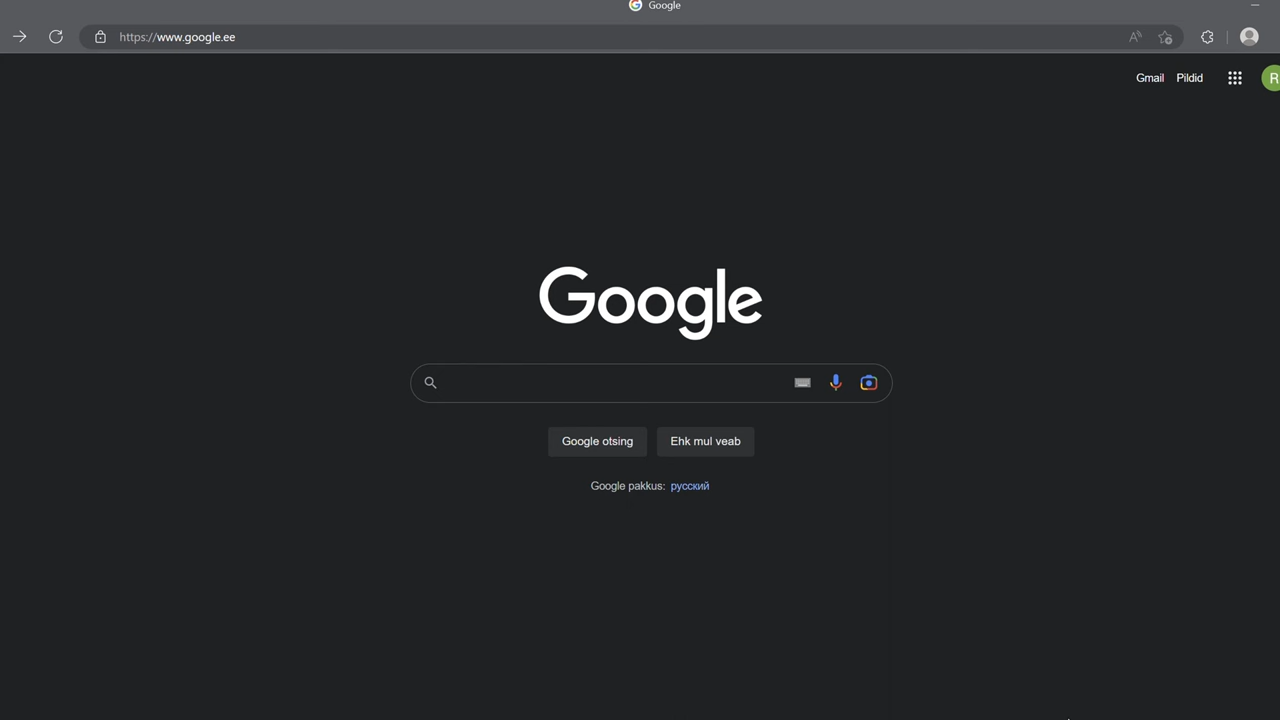 Google
https://www.google.ee
Gmail Pildid
R
Google
Google otsing Ehk mul veab
Google pakkus: русский